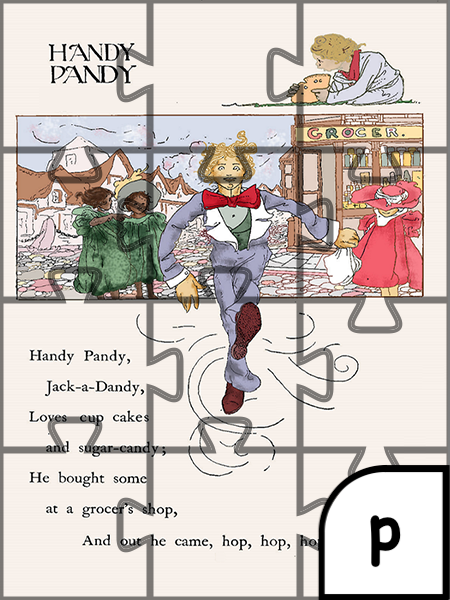 HANDY
PANDY
GROCER.
Handy Pandy,
Jack-a-Dandy,
Loves cup cakes
and sugar-candy;
He bought some
at a grocer's shop,
And out he came, hop, hop,
p